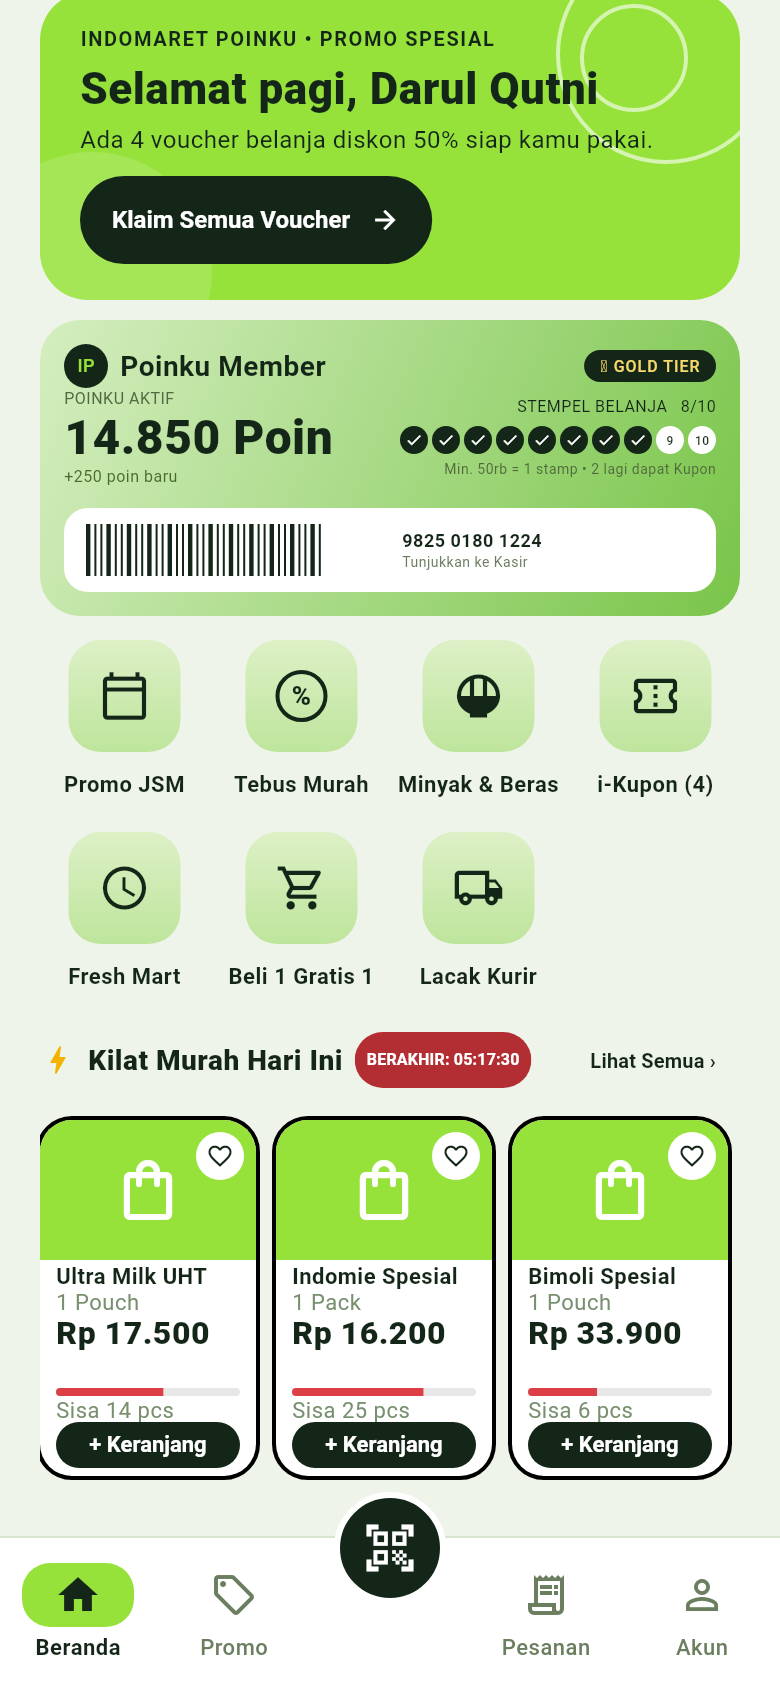 INDOMARET POINKU • PROMO SPESIAL
Selamat pagi, Darul Qutni
Ada 4 voucher belanja diskon 50% siap kamu pakai.
Klaim Semua Voucher →
IP Poinku Member
GOLD TIER
POINKU AKTIF
14.850 Poin
+250 poin baru
STEMPEL BELANJA 8/10
9 10
Min. 50rb = 1 stamp • 2 lagi dapat Kupon
9825 0180 1224
Tunjukkan ke Kasir
%
Promo JSM
Tebus Murah
Minyak & Beras
i-Kupon (4)
Fresh Mart
Beli 1 Gratis 1
Lacak Kurir
Kilat Murah Hari Ini
BERAKHIR: 05:17:30
Lihat Semua ›
Ultra Milk UHT
1 Pouch
Rp 17.500
Sisa 14 pcs
+ Keranjang
Indomie Spesial
1 Pack
Rp 16.200
Sisa 25 pcs
+ Keranjang
Bimoli Spesial
1 Pouch
Rp 33.900
Sisa 6 pcs
+ Keranjang
Beranda
Promo
Pesanan
Akun